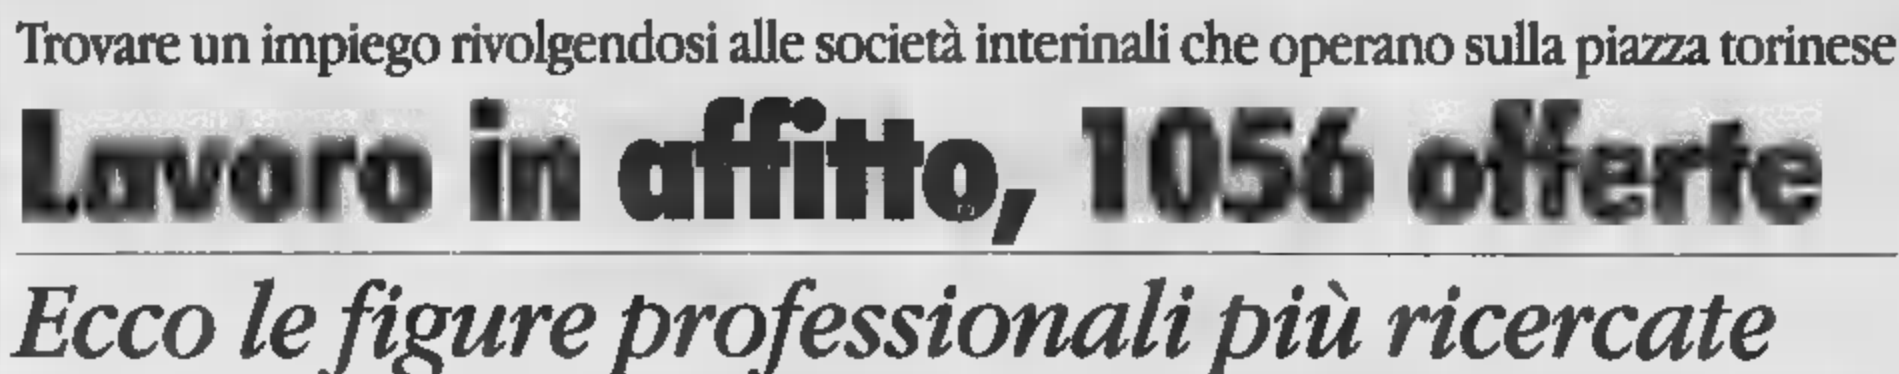 Trovare un impiego rivolgendosi alle società interinali che operano sulla piazza torinese
Lavoro in affitto, 1056 offerte
Ecco le figure professionali più ricercate